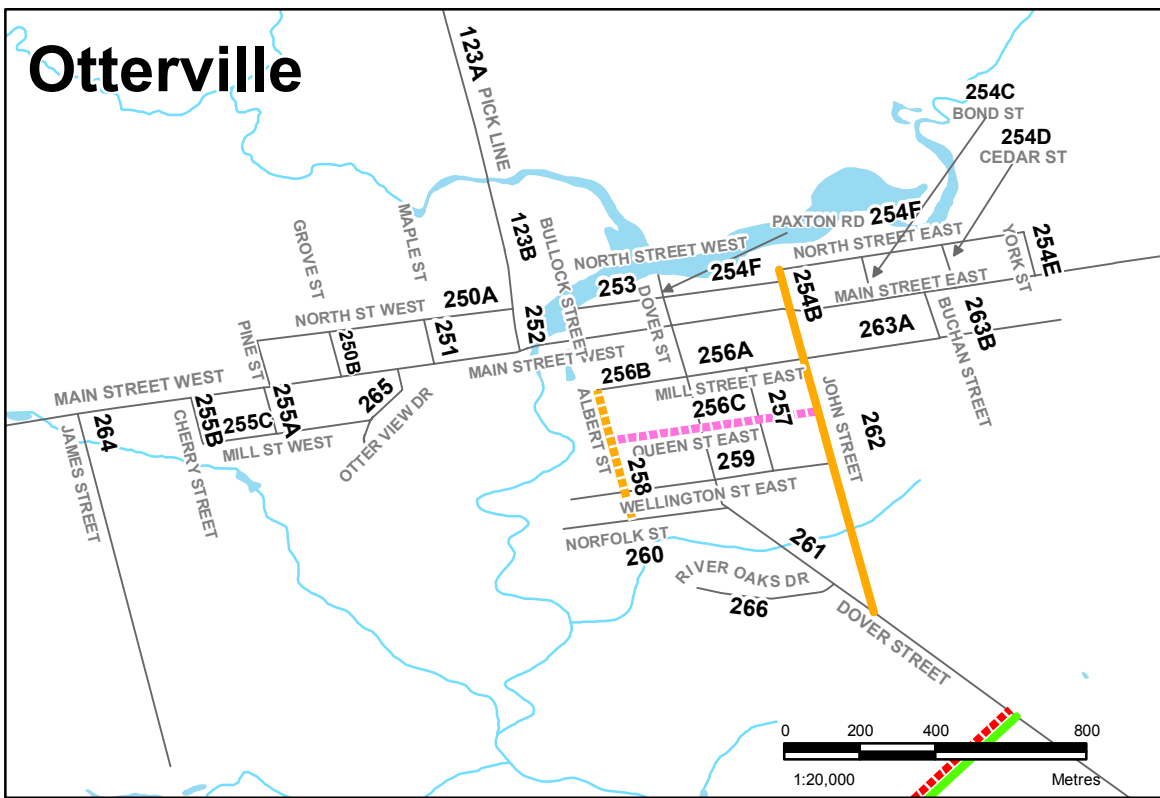 Otterville
123A
PICK LINE
254C
BOND ST
254D
CEDAR ST
MAPLE ST
GROVE ST
123B
BULLOCK STREET
PAXTON RD
254F
NORTH STREET WEST
NORTH STREET EAST
YORK ST
254E
253
254F
DOVER ST
254B
MAIN STREET EAST
250A
NORTH ST WEST
252
251
250B
PINE ST
263A
263B
BUCHAN STREET
MAIN STREET WEST
256A
256B
MILL STREET EAST
MAIN STREET WEST
265
OTTER VIEW DR
255A
255C
255B
MILL ST WEST
CHERRY STREET
264
JAMES STREET
ALBERT ST
256C
257
QUEEN ST EAST
JOHN STREET
262
258
259
WELLINGTON ST EAST
NORFOLK ST
260
261
RIVER OAKS DR
266
DOVER STREET
0 200 400 800
1:20,000 Metres